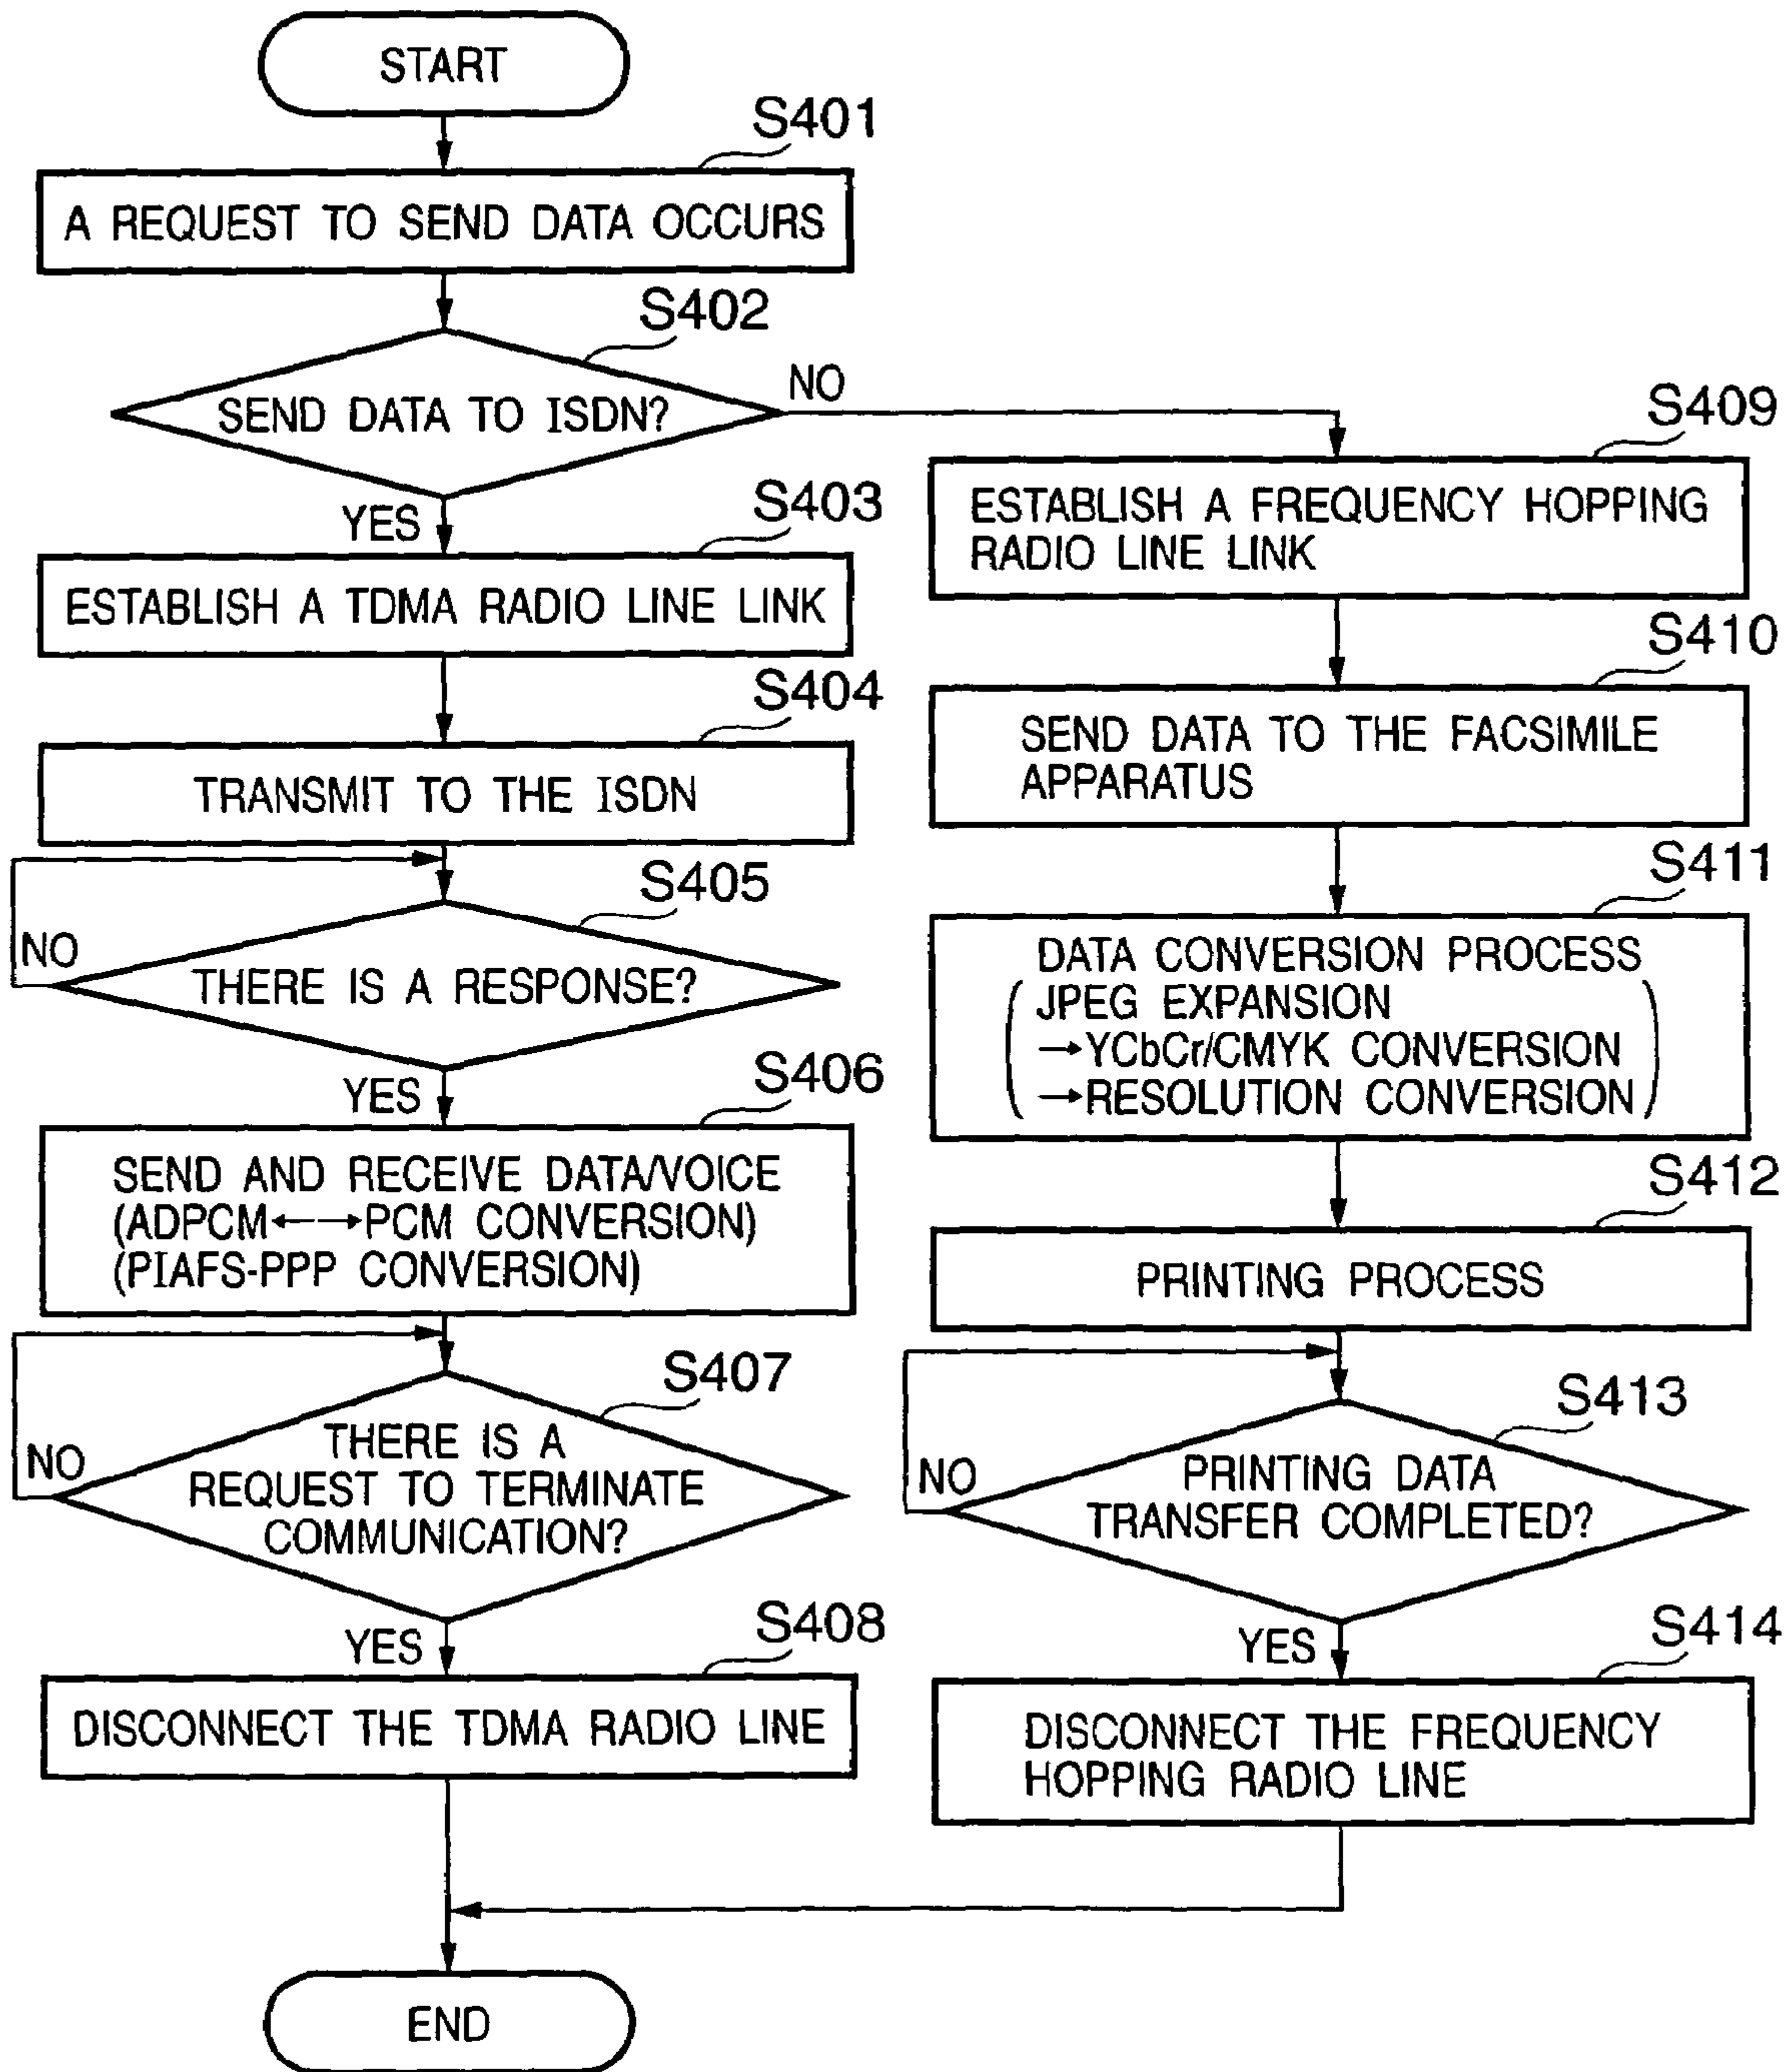 START
S401
A REQUEST TO SEND DATA OCCURS
S402
SEND DATA TO ISDN?
NO
YES
S403
ESTABLISH A TDMA RADIO LINE LINK
S404
TRANSMIT TO THE ISDN
S405
NO
THERE IS A RESPONSE?
YES
S406
SEND AND RECEIVE DATA/VOICE
(ADPCM←→PCM CONVERSION)
(PIAFS-PPP CONVERSION)
S407
NO
THERE IS A
REQUEST TO TERMINATE
COMMUNICATION?
YES
S408
DISCONNECT THE TDMA RADIO LINE
S409
ESTABLISH A FREQUENCY HOPPING
RADIO LINE LINK
S410
SEND DATA TO THE FACSIMILE
APPARATUS
S411
DATA CONVERSION PROCESS
(JPEG EXPANSION
→YCbCr/CMYK CONVERSION
→RESOLUTION CONVERSION)
S412
PRINTING PROCESS
S413
NO
PRINTING DATA
TRANSFER COMPLETED?
YES
S414
DISCONNECT THE FREQUENCY
HOPPING RADIO LINE
END